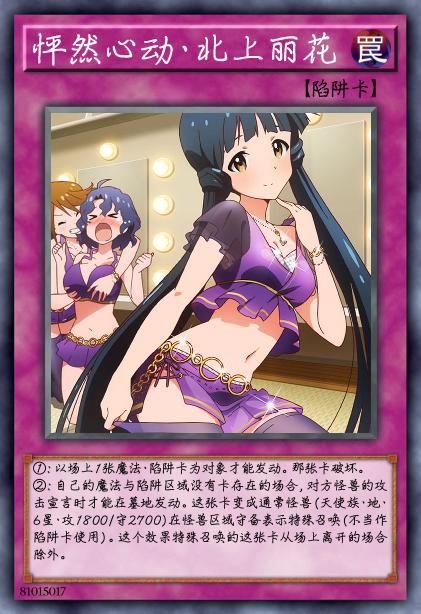 怦然心动·北上丽花 罠
【陷阱卡】
①：以场上1张魔法·陷阱卡为对象才能发动。那张卡破坏。
②：自己的魔法与陷阱区域没有卡存在的场合，对方怪兽的攻
击宣言时才能在墓地发动。这张卡变成通常怪兽(天使族·地·
6星·攻1800/守2700)在怪兽区域守备表示特殊召唤(不当作
陷阱卡使用)。这个效果特殊召唤的这张卡从场上离开的场合
除外。
81015017